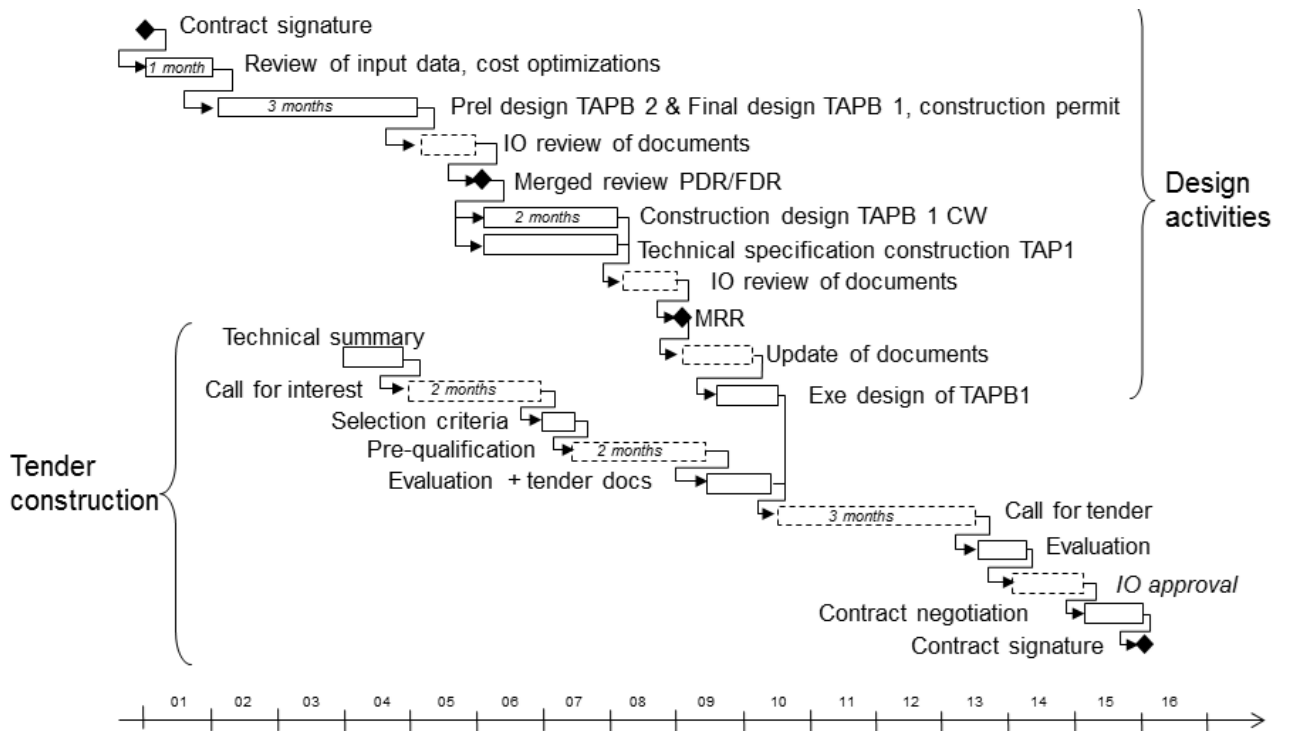 Contract signature
1 month
Review of input data, cost optimizations
3 months
Prel design TAPB 2 & Final design TAPB 1, construction permit
IO review of documents
Merged review PDR/FDR
Design
activities
2 months
Construction design TAPB 1 CW
Technical specification construction TAP1
IO review of documents
MRR
Technical summary
Update of documents
Call for interest
2 months
Exe design of TAPB1
Selection criteria
Pre-qualification
2 months
Tender
construction
Evaluation + tender docs
3 months
Call for tender
Evaluation
IO approval
Contract negotiation
Contract signature
01 02 03 04 05 06 07 08 09 10 11 12 13 14 15 16